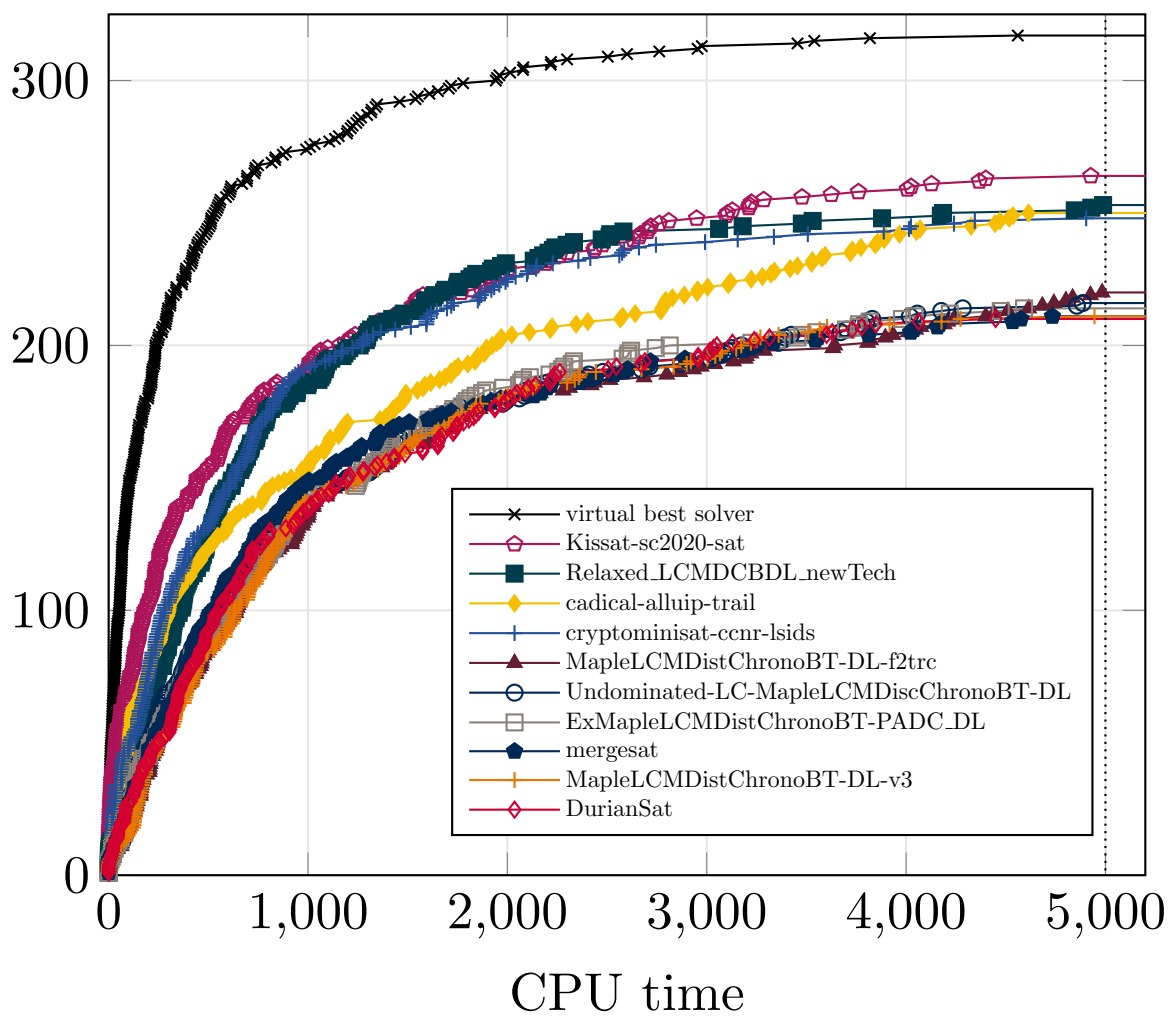 300
200
100
0
virtual best solver
Kissat-sc2020-sat
Relaxed_LCMDCBDL_newTech
cadical-alluip-trail
cryptominisat-ccnr-lsids
MapleLCMDistChronoBT-DL-f2trc
Undominated-LC-MapleLCMDiscChronoBT-DL
ExMapleLCMDistChronoBT-PADC_DL
mergesat
MapleLCMDistChronoBT-DL-v3
DurianSat
0 1,000 2,000 3,000 4,000 5,000
CPU time